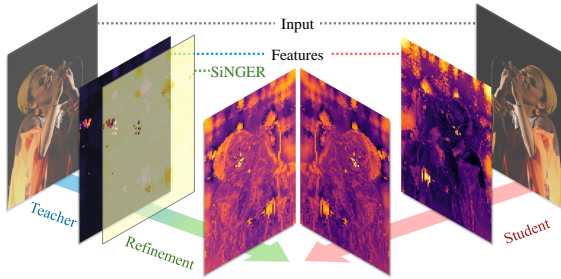 Input
Features
SiNGER
Teacher
Refinement
Student